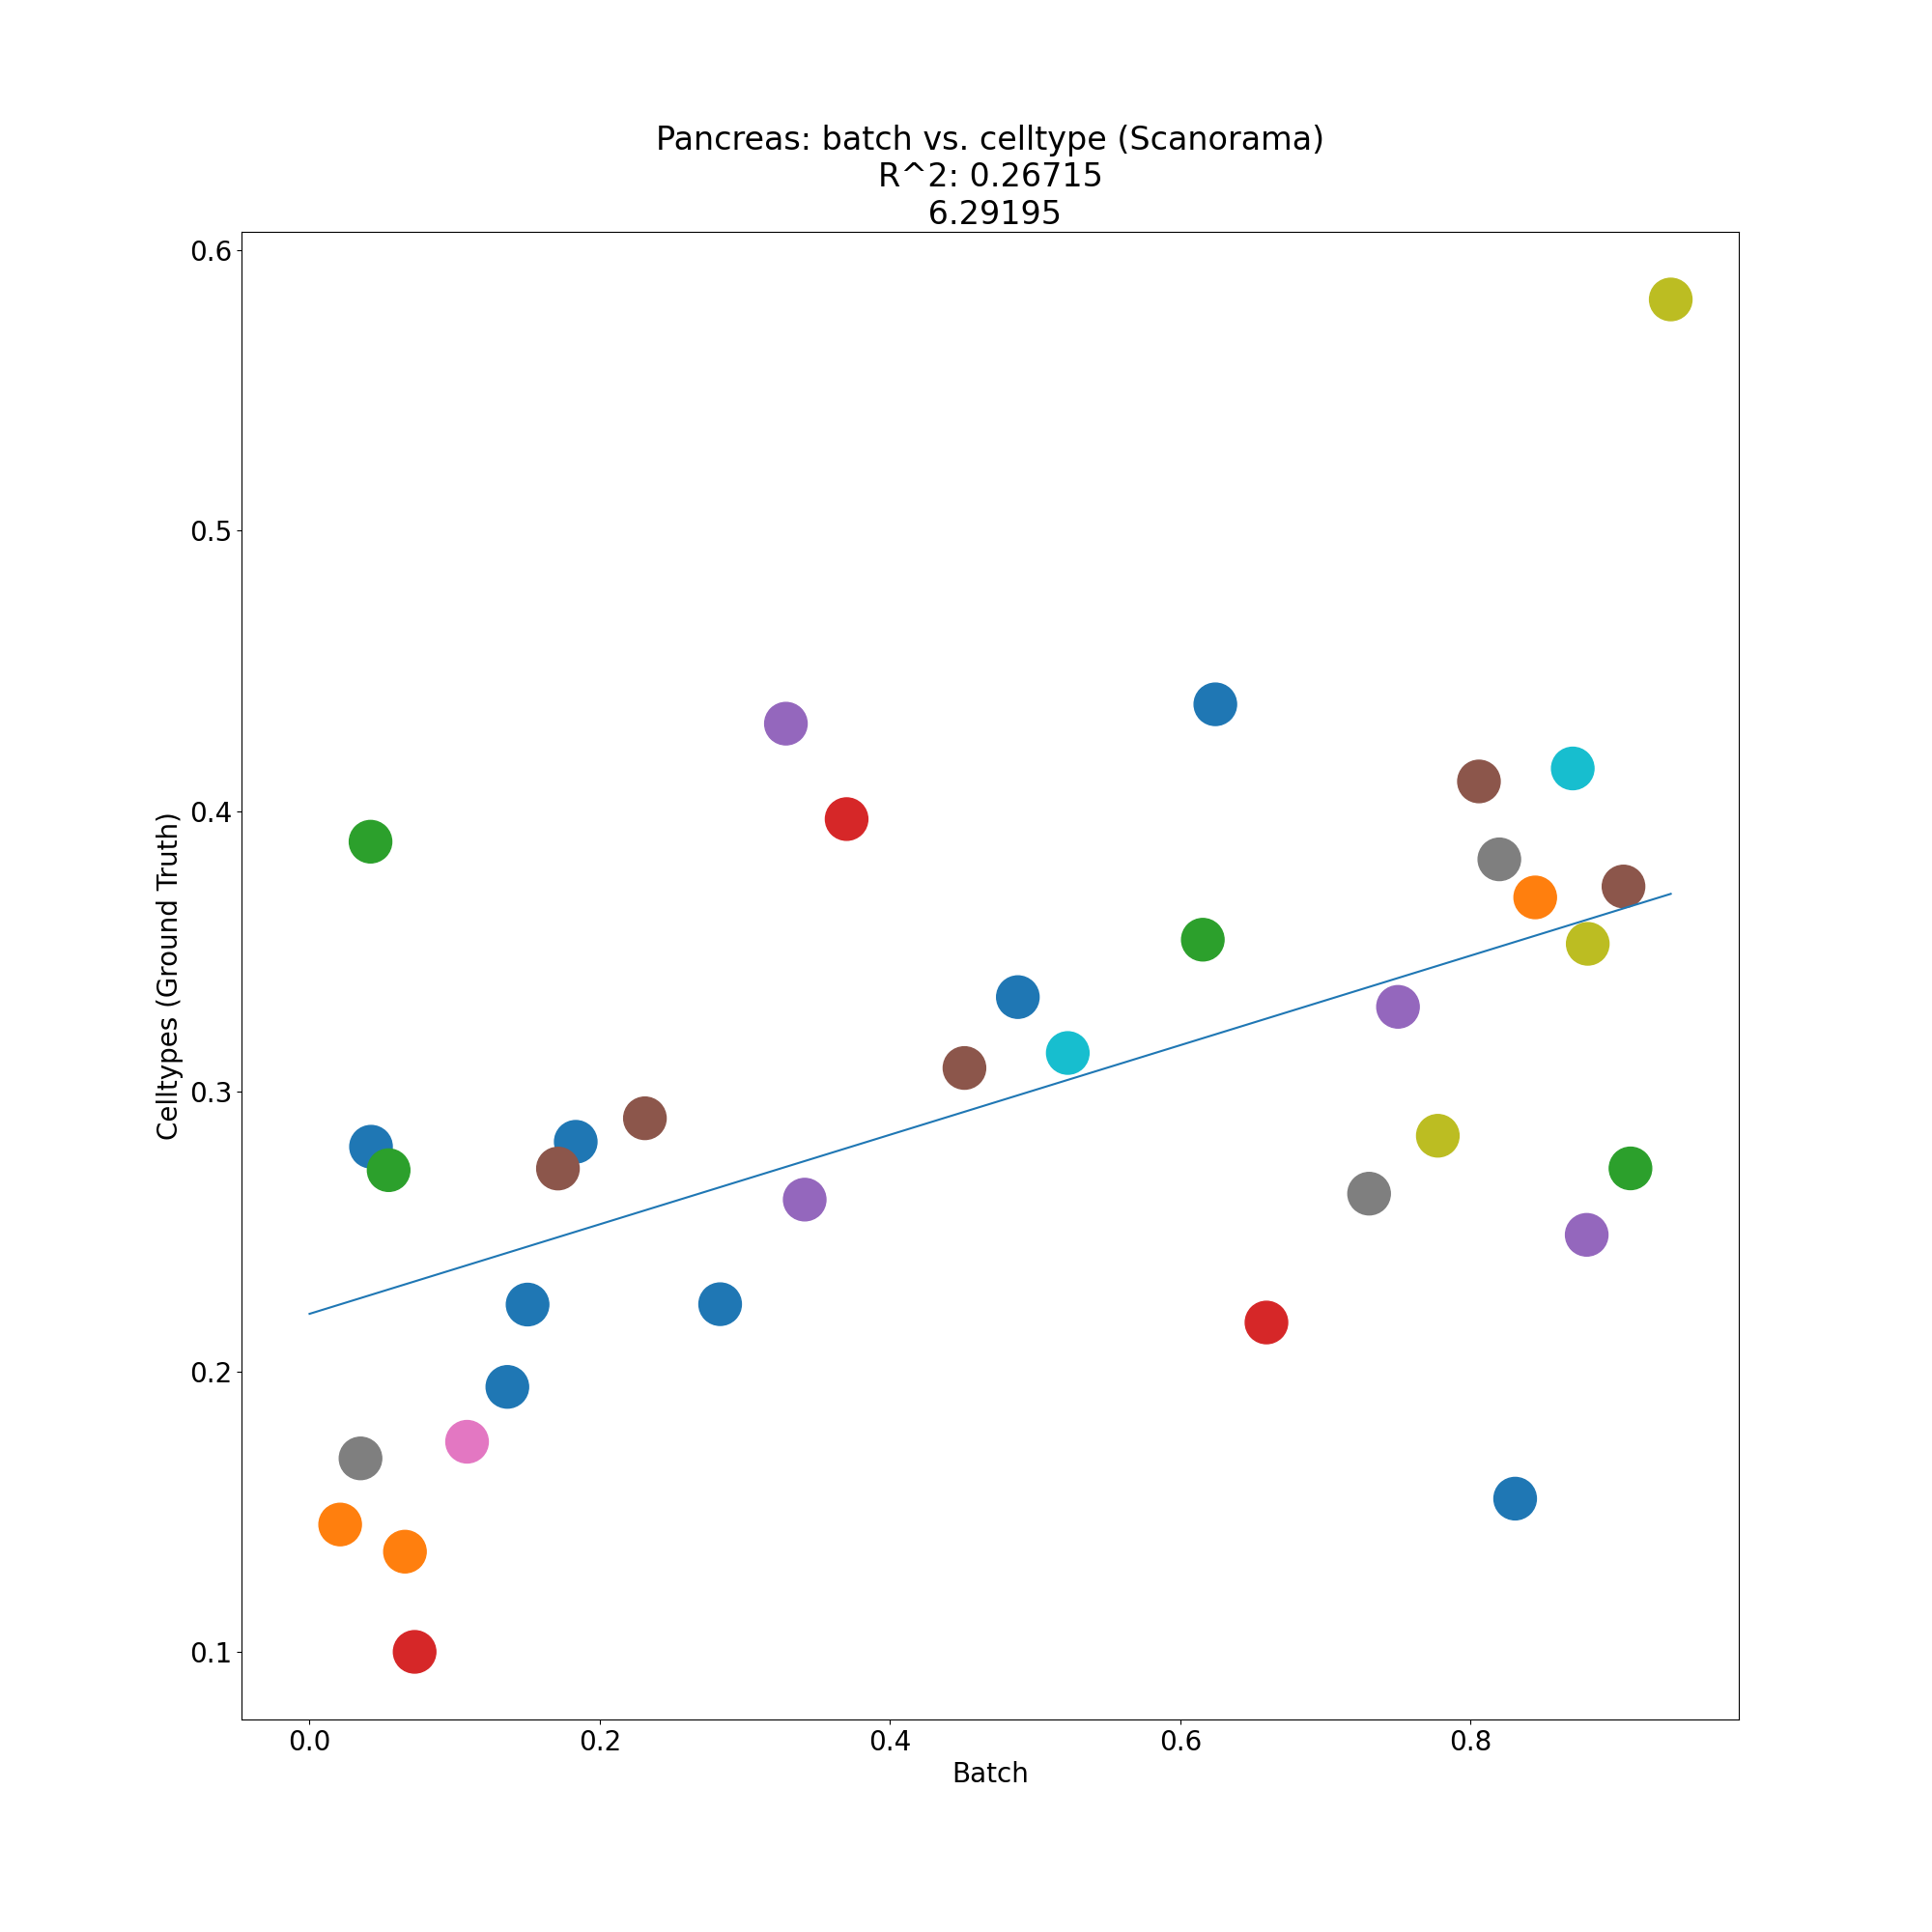 Pancreas: batch vs. celltype (Scanorama)
R^2: 0.26715
6.29195
0.6
0.5
0.4
0.3
0.2
0.1
Celltypes (Ground Truth)
0.0 0.2 0.4 0.6 0.8
Batch